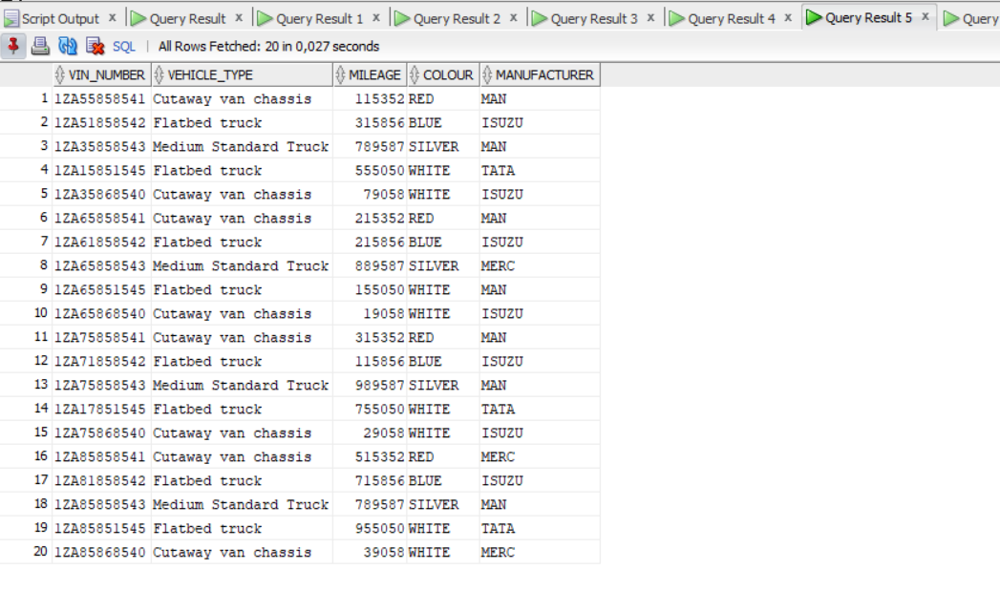 Script Output x Query Result x Query Result 1 x Query Result 2 x Query Result 3 x Query Result 4 x Query Result 5 x Query
SQL | All Rows Fetched: 20 in 0,027 seconds
VIN_NUMBER VEHICLE_TYPE MILEAGE COLOUR MANUFACTURER
1 1ZA55858541 Cutaway van chassis 115352 RED MAN
2 1ZA51858542 Flatbed truck 315856 BLUE ISUZU
3 1ZA35858543 Medium Standard Truck 789587 SILVER MAN
4 1ZA15851545 Flatbed truck 555050 WHITE TATA
5 1ZA35868540 Cutaway van chassis 79058 WHITE ISUZU
6 1ZA65858541 Cutaway van chassis 215352 RED MAN
7 1ZA61858542 Flatbed truck 215856 BLUE ISUZU
8 1ZA65858543 Medium Standard Truck 889587 SILVER MERC
9 1ZA65851545 Flatbed truck 155050 WHITE MAN
10 1ZA65868540 Cutaway van chassis 19058 WHITE ISUZU
11 1ZA75858541 Cutaway van chassis 315352 RED MAN
12 1ZA71858542 Flatbed truck 115856 BLUE ISUZU
13 1ZA75858543 Medium Standard Truck 989587 SILVER MAN
14 1ZA17851545 Flatbed truck 755050 WHITE TATA
15 1ZA75868540 Cutaway van chassis 29058 WHITE ISUZU
16 1ZA85858541 Cutaway van chassis 515352 RED MERC
17 1ZA81858542 Flatbed truck 715856 BLUE ISUZU
18 1ZA85858543 Medium Standard Truck 789587 SILVER MAN
19 1ZA85851545 Flatbed truck 955050 WHITE TATA
20 1ZA85868540 Cutaway van chassis 39058 WHITE MERC